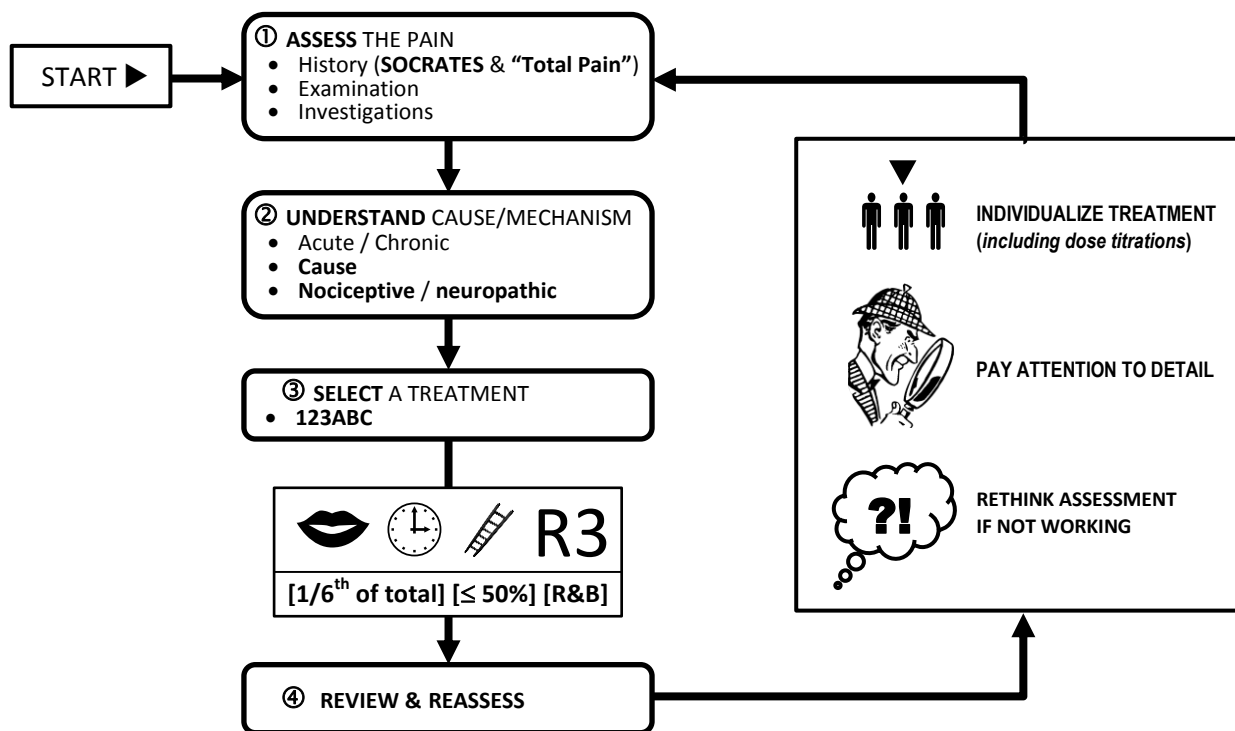 START ▶
① ASSESS THE PAIN
• History (SOCRATES & “Total Pain”)
• Examination
• Investigations
② UNDERSTAND CAUSE/MECHANISM
• Acute / Chronic
• Cause
• Nociceptive / neuropathic
③ SELECT A TREATMENT
• 123ABC
R3
[1/6th of total] [≤ 50%] [R&B]
④ REVIEW & REASSESS
INDIVIDUALIZE TREATMENT
(including dose titrations)
PAY ATTENTION TO DETAIL
?!
RETHINK ASSESSMENT
IF NOT WORKING